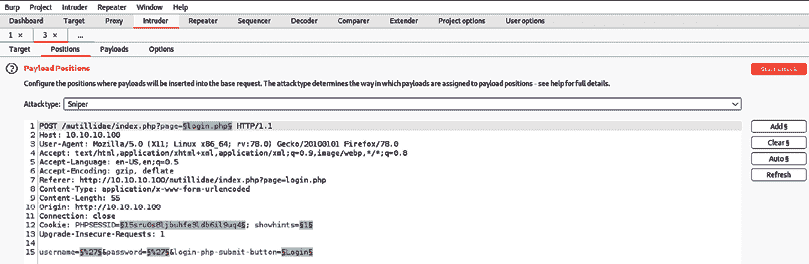 Burp Project Intruder Repeater Window Help
Dashboard Target Proxy Intruder Repeater Sequencer Decoder Comparer Extender Project options User options
1 × 3 × ...
Target Positions Payloads Options
? Payload Positions
Configure the positions where payloads will be inserted into the base request. The attack type determines the way in which payloads are assigned to payload positions - see help for full details.
Start attack
Attack type: Sniper
1 POST /mutillidae/index.php?page=§login.php§ HTTP/1.1
2 Host: 10.10.10.100
3 User-Agent: Mozilla/5.0 (X11; Linux x86_64; rv:78.0) Gecko/20100101 Firefox/78.0
4 Accept: text/html,application/xhtml+xml,application/xml;q=0.9,image/webp,*/*;q=0.8
5 Accept-Language: en-US,en;q=0.5
6 Accept-Encoding: gzip, deflate
7 Referer: http://10.10.10.100/mutillidae/index.php?page=login.php
8 Content-Type: application/x-www-form-urlencoded
9 Content-Length: 55
10 Origin: http://10.10.10.100
11 Connection: close
12 Cookie: PHPSESSID= showhints=§1§
13 Upgrade-Insecure-Requests: 1
14
15 username=§%27§&password=§%27§&login-php-submit-button=§Login§
Add §
Clear §
Auto §
Refresh